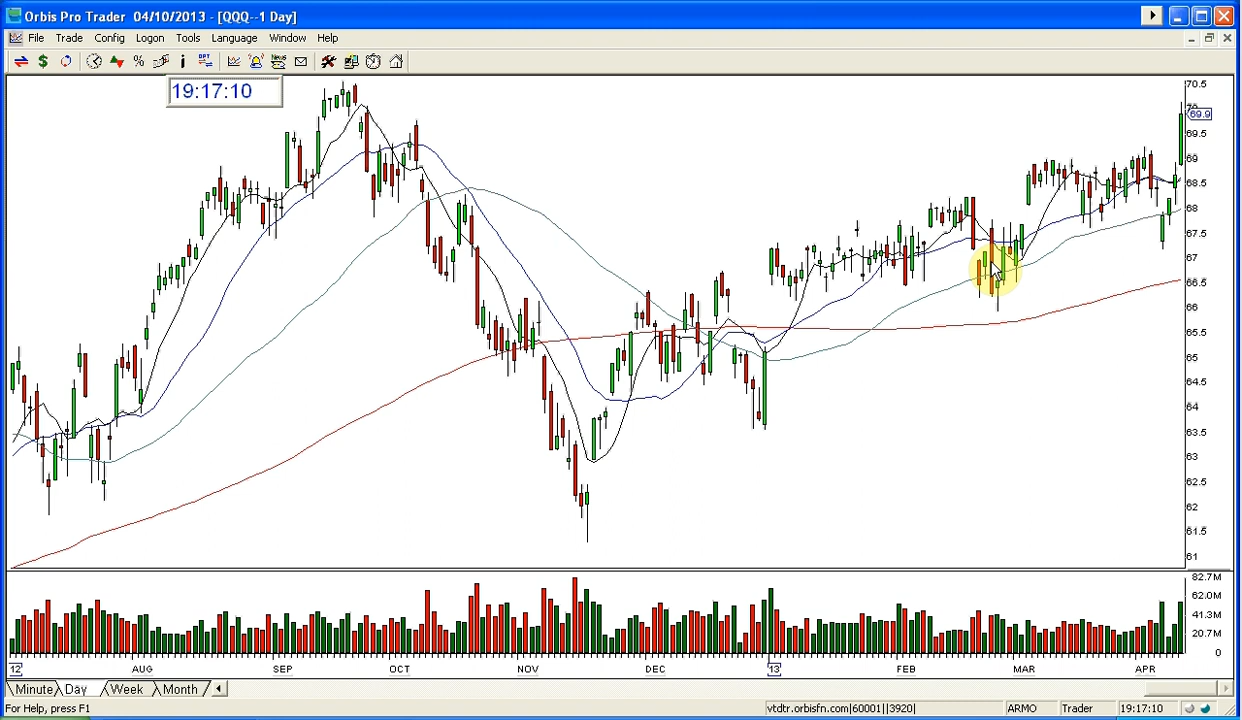 Orbis Pro Trader 04/10/2013 - [QQQ--1 Day]
File Trade Config Logon Tools Language Window Help
$ % i OPT News
19:17:10
70.5
70
69.9
69.5
69
68.5
68
67.5
67
66.5
66
65.5
65
64.5
64
63.5
63
62.5
62
61.5
61
82.7M
62.0M
41.3M
20.7M
0
12 AUG SEP OCT NOV DEC 13 FEB MAR APR
Minute Day Week Month
For Help, press F1 vtdtr.orbisfn.com|60001||3920| ARMO Trader 19:17:10